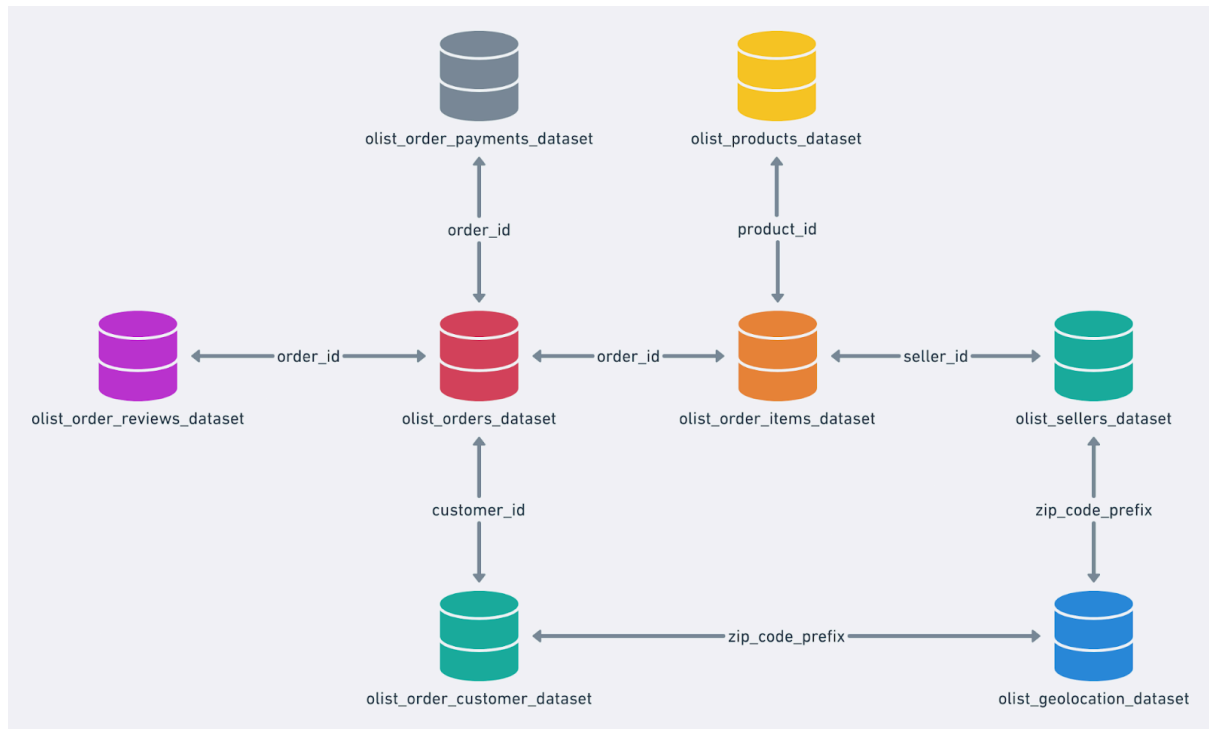 olist_order_payments_dataset
olist_products_dataset
order_id
product_id
order_id
order_id
seller_id
olist_order_reviews_dataset
olist_orders_dataset
olist_order_items_dataset
olist_sellers_dataset
customer_id
zip_code_prefix
zip_code_prefix
olist_order_customer_dataset
olist_geolocation_dataset